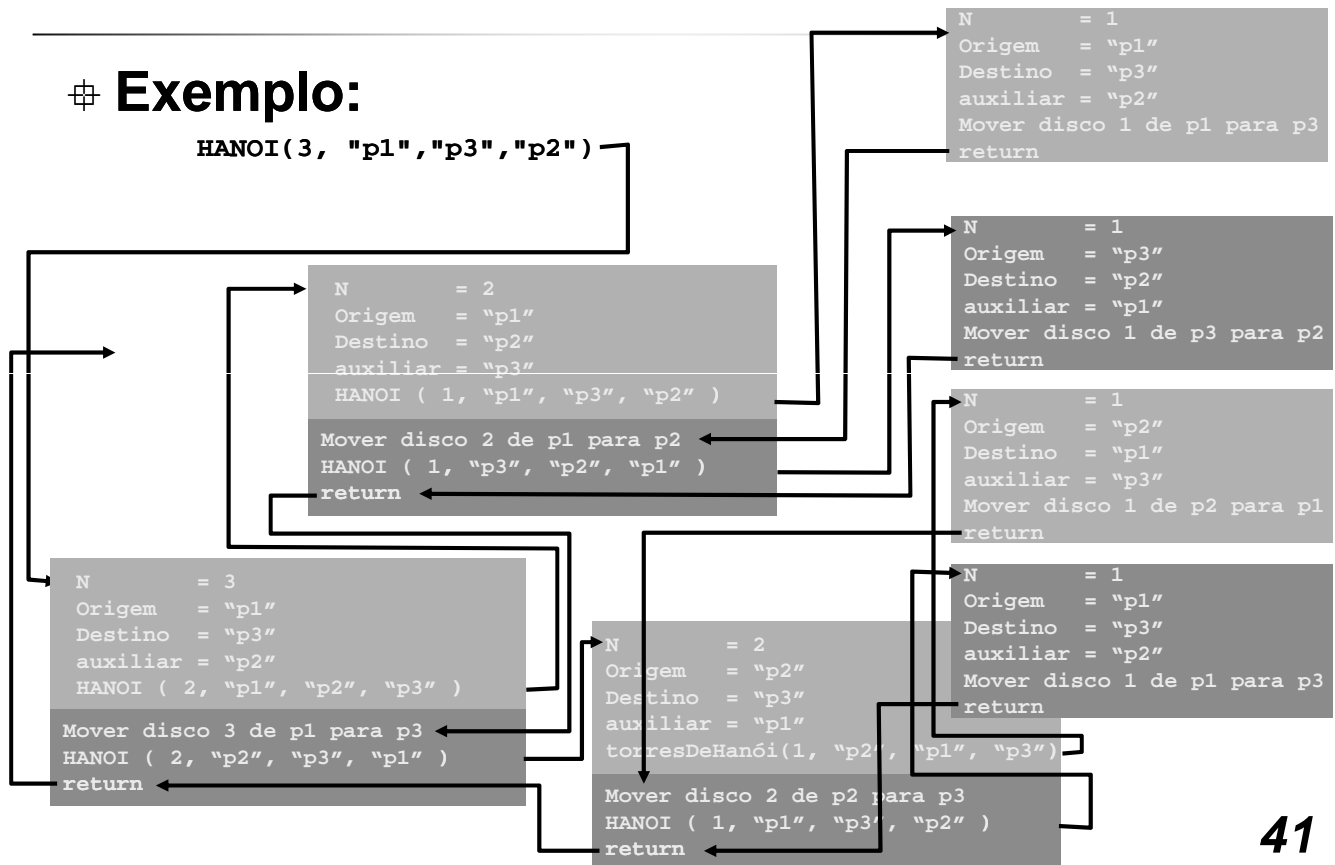 Exemplo:
HANOI(3, "p1","p3","p2")
N = 3
Origem = “p1”
Destino = “p3”
auxiliar = “p2”
HANOI ( 2, “p1”, “p2”, “p3” )
Mover disco 3 de p1 para p3
HANOI ( 2, “p2”, “p3”, “p1” )
return
N = 2
Origem = “p1”
Destino = “p2”
auxiliar = “p3”
HANOI ( 1, “p1”, “p3”, “p2” )
Mover disco 2 de p1 para p2
HANOI ( 1, “p3”, “p2”, “p1” )
return
N = 1
Origem = “p1”
Destino = “p3”
auxiliar = “p2”
Mover disco 1 de p1 para p3
return
N = 1
Origem = “p3”
Destino = “p2”
auxiliar = “p1”
Mover disco 1 de p3 para p2
return
N = 2
Origem = “p2”
Destino = “p3”
auxiliar = “p1”
torresDeHanói(1, “p2”, “p1”, “p3”)
Mover disco 2 de p2 para p3
HANOI ( 1, “p1”, “p3”, “p2” )
return
N = 1
Origem = “p2”
Destino = “p1”
auxiliar = “p3”
Mover disco 1 de p2 para p1
return
N = 1
Origem = “p1”
Destino = “p3”
auxiliar = “p2”
Mover disco 1 de p1 para p3
return
41